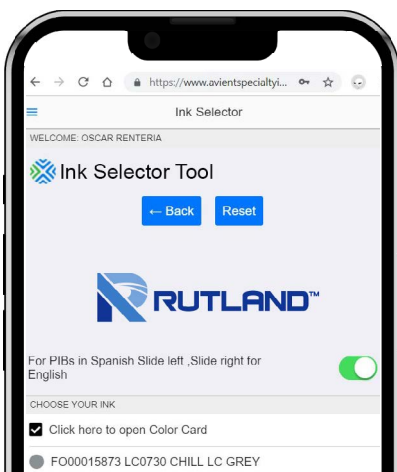 https://www.avientspecialtyi...
Ink Selector
WELCOME: OSCAR RENTERIA
Ink Selector Tool
← Back Reset
RUTLAND™
For PIBs in Spanish Slide left ,Slide right for
English
CHOOSE YOUR INK
Click here to open Color Card
FO00015873 LC0730 CHILL LC GREY